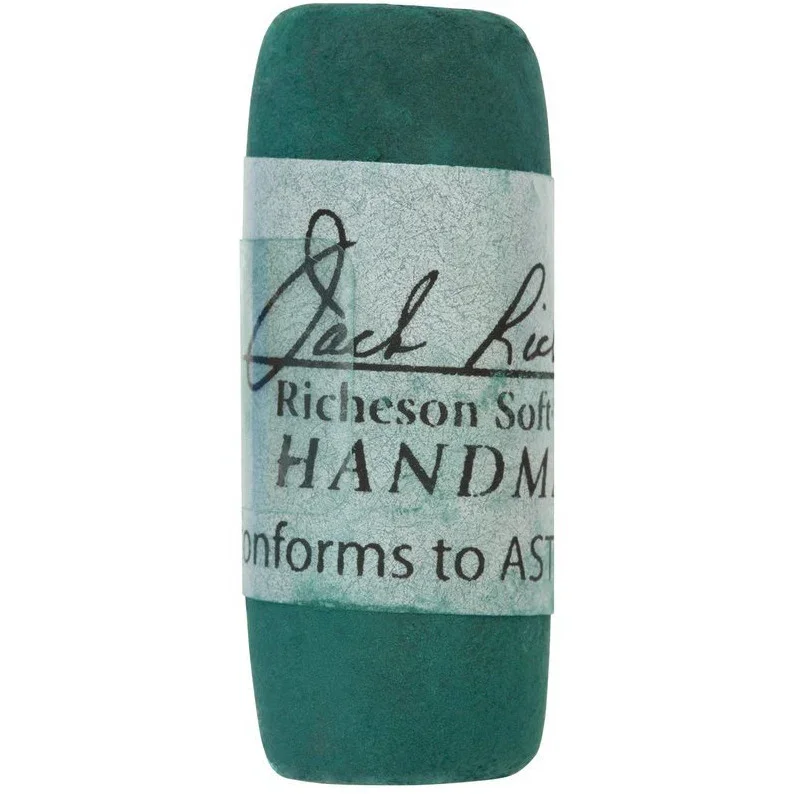 Jack Rich
Richeson Soft
HANDMA
onforms to AST